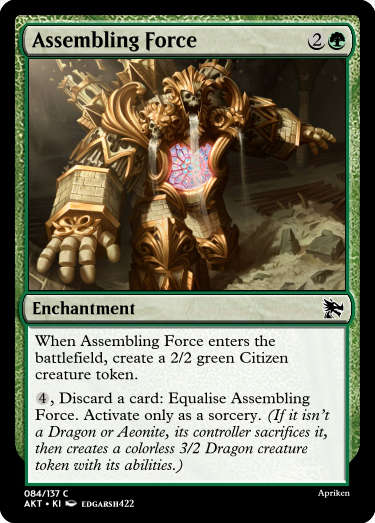 Assembling Force 2
Enchantment
When Assembling Force enters the
battlefield, create a 2/2 green Citizen
creature token.
4, Discard a card: Equalise Assembling
Force. Activate only as a sorcery. (If it isn't
a Dragon or Aeonite, its controller sacrifices it,
then creates a colorless 3/2 Dragon creature
token with its abilities.)
084/137 C Apriken
AKT • KI EDGARSH422